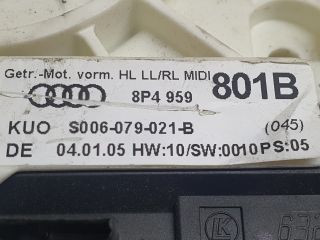 Getr.-Mot. vorm. HL LL/RL MIDI
8P4 959 801B
KUO S006-079-021-B (045)
DE 04.01.05 HW:10/SW:0010 PS:05
LK